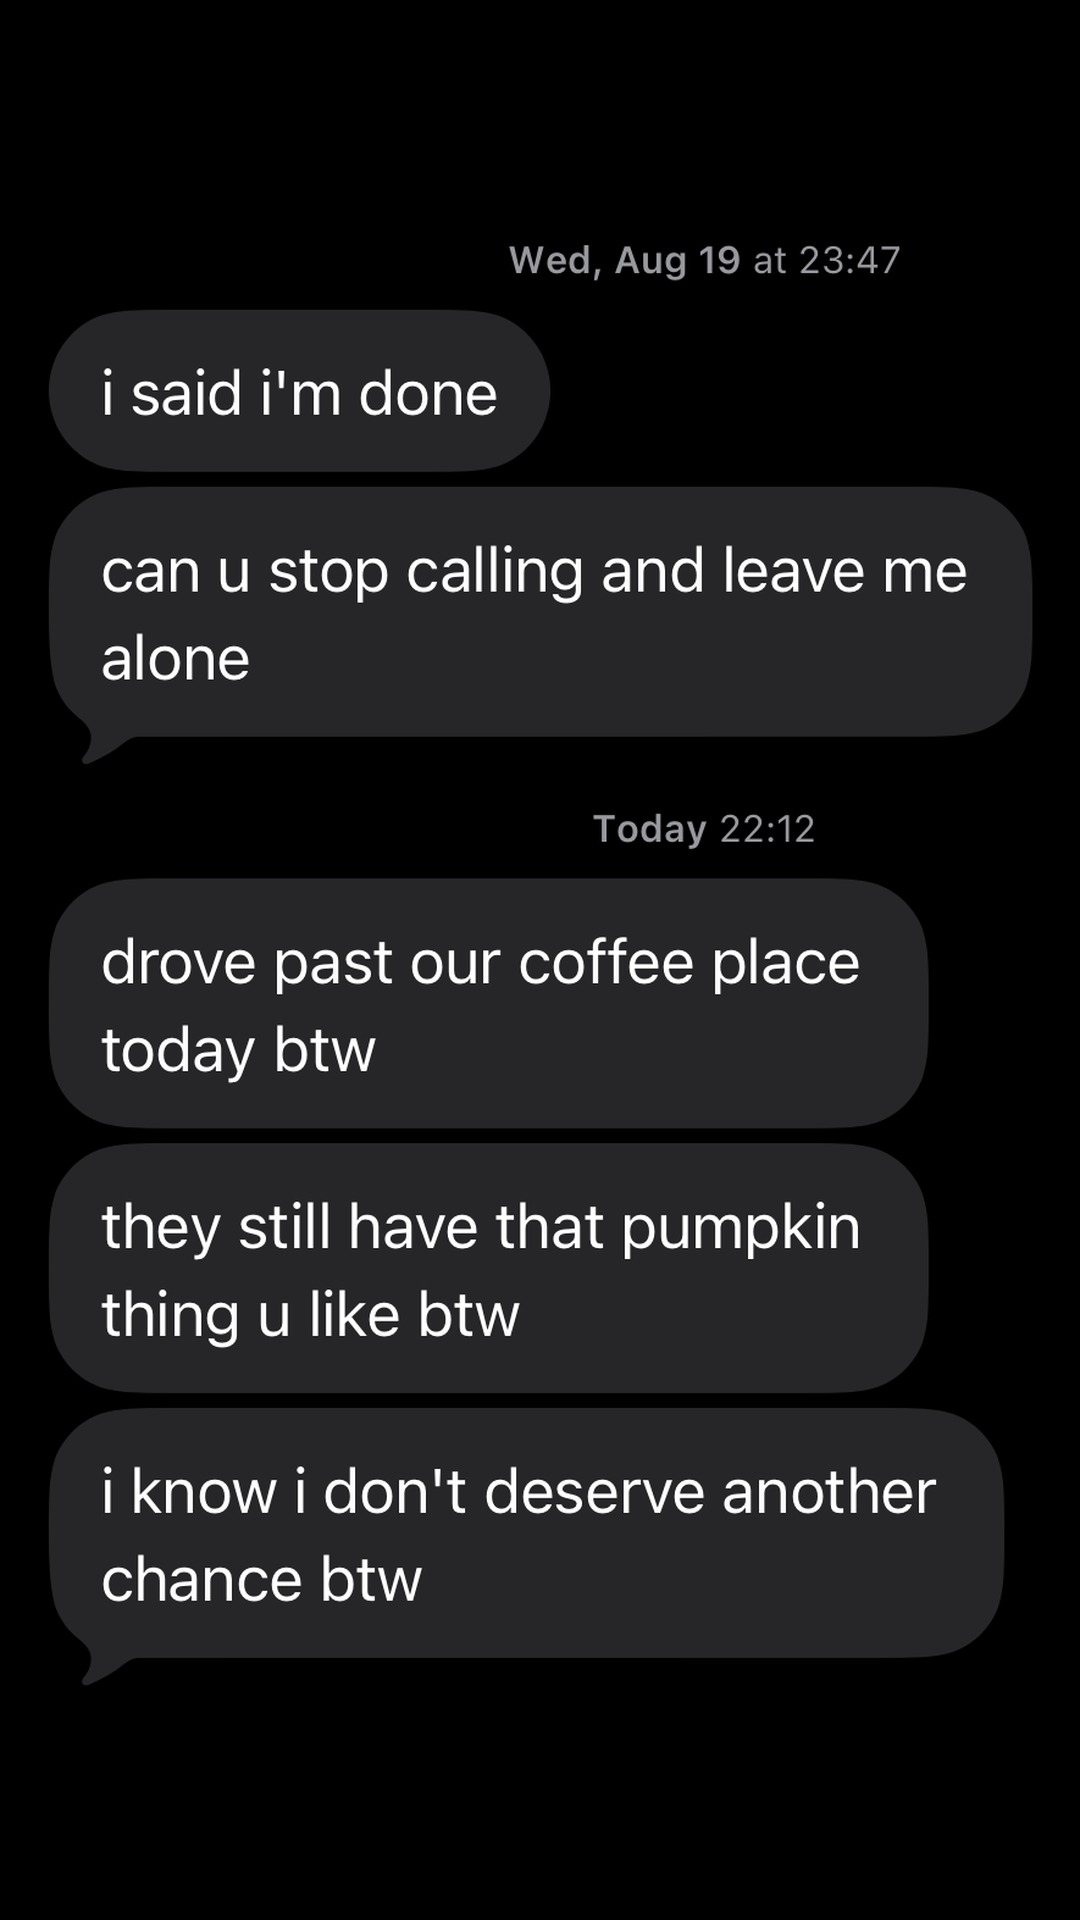 Wed, Aug 19 at 23:47
i said i'm done
can u stop calling and leave me
alone
Today 22:12
drove past our coffee place
today btw
they still have that pumpkin
thing u like btw
i know i don't deserve another
chance btw